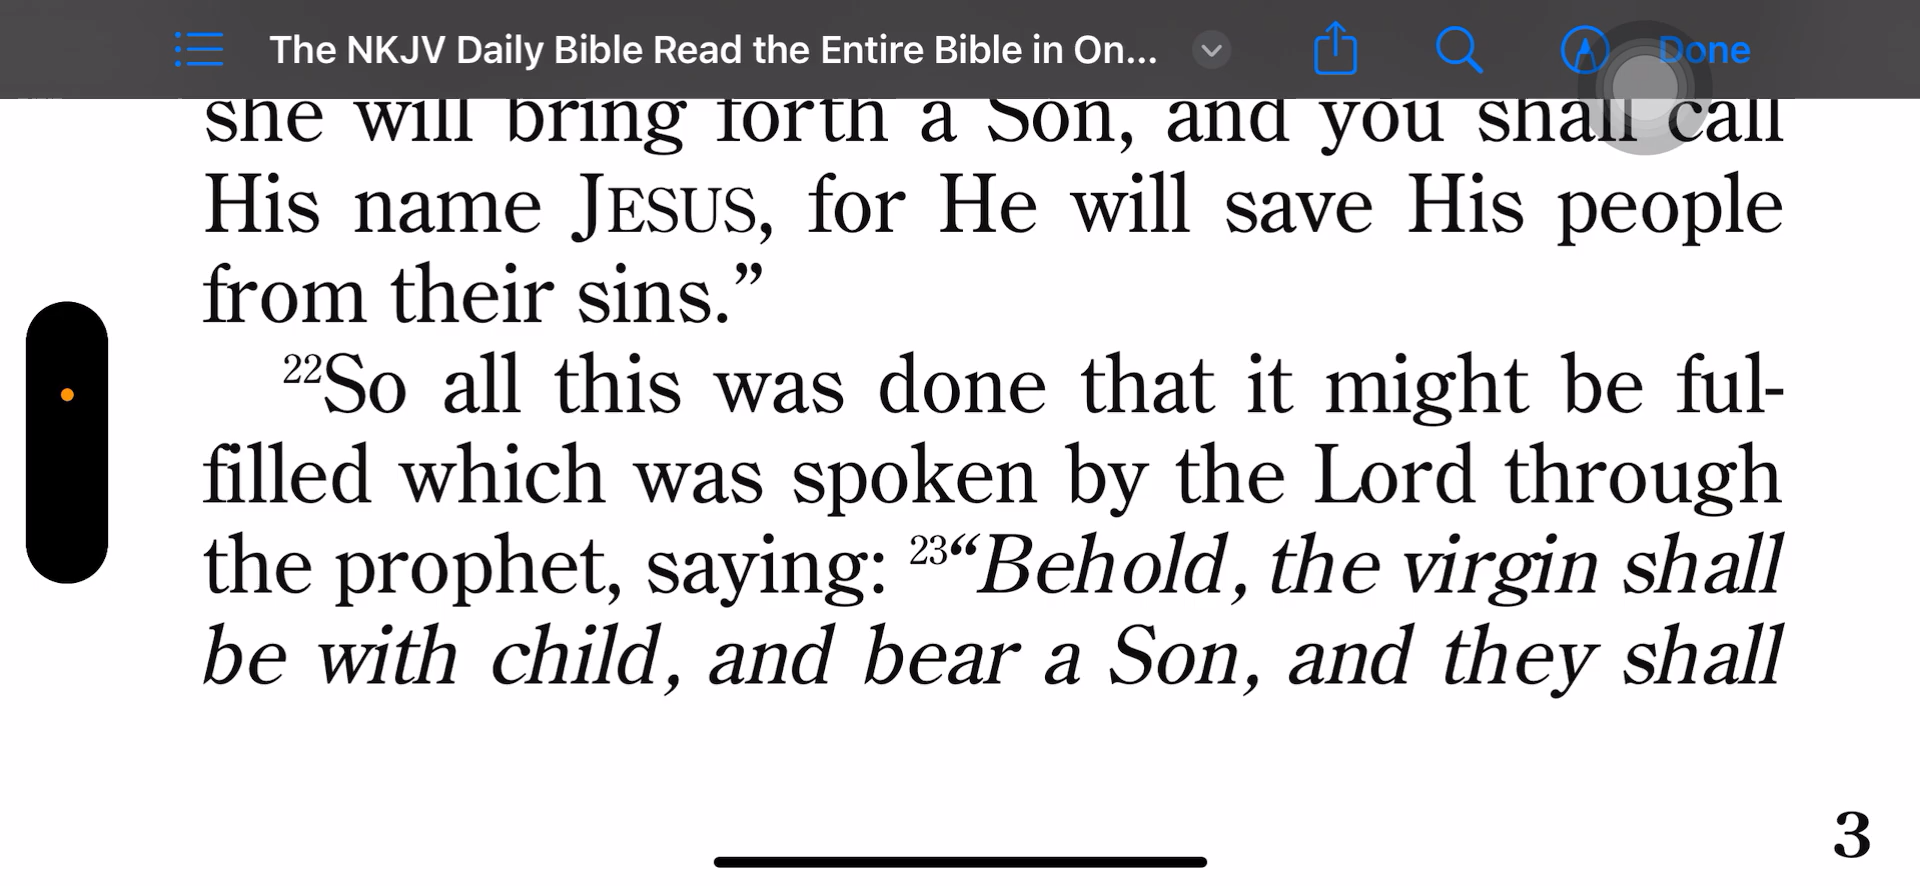 The NKJV Daily Bible Read the Entire Bible in On...
Done
she will bring forth a Son, and you shall call
His name JESUS, for He will save His people
from their sins.”
22So all this was done that it might be ful-
filled which was spoken by the Lord through
the prophet, saying: 23“Behold, the virgin shall
be with child, and bear a Son, and they shall
3